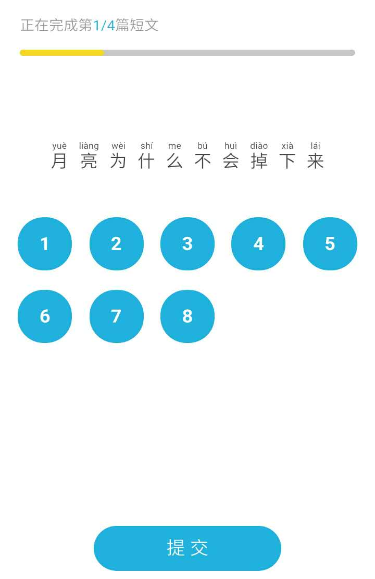 正在完成第1/4篇短文
yuè liàng wèi shí me bú huì diào xià lái
月亮为什么不会掉下来
1 2 3 4 5
6 7 8
提交